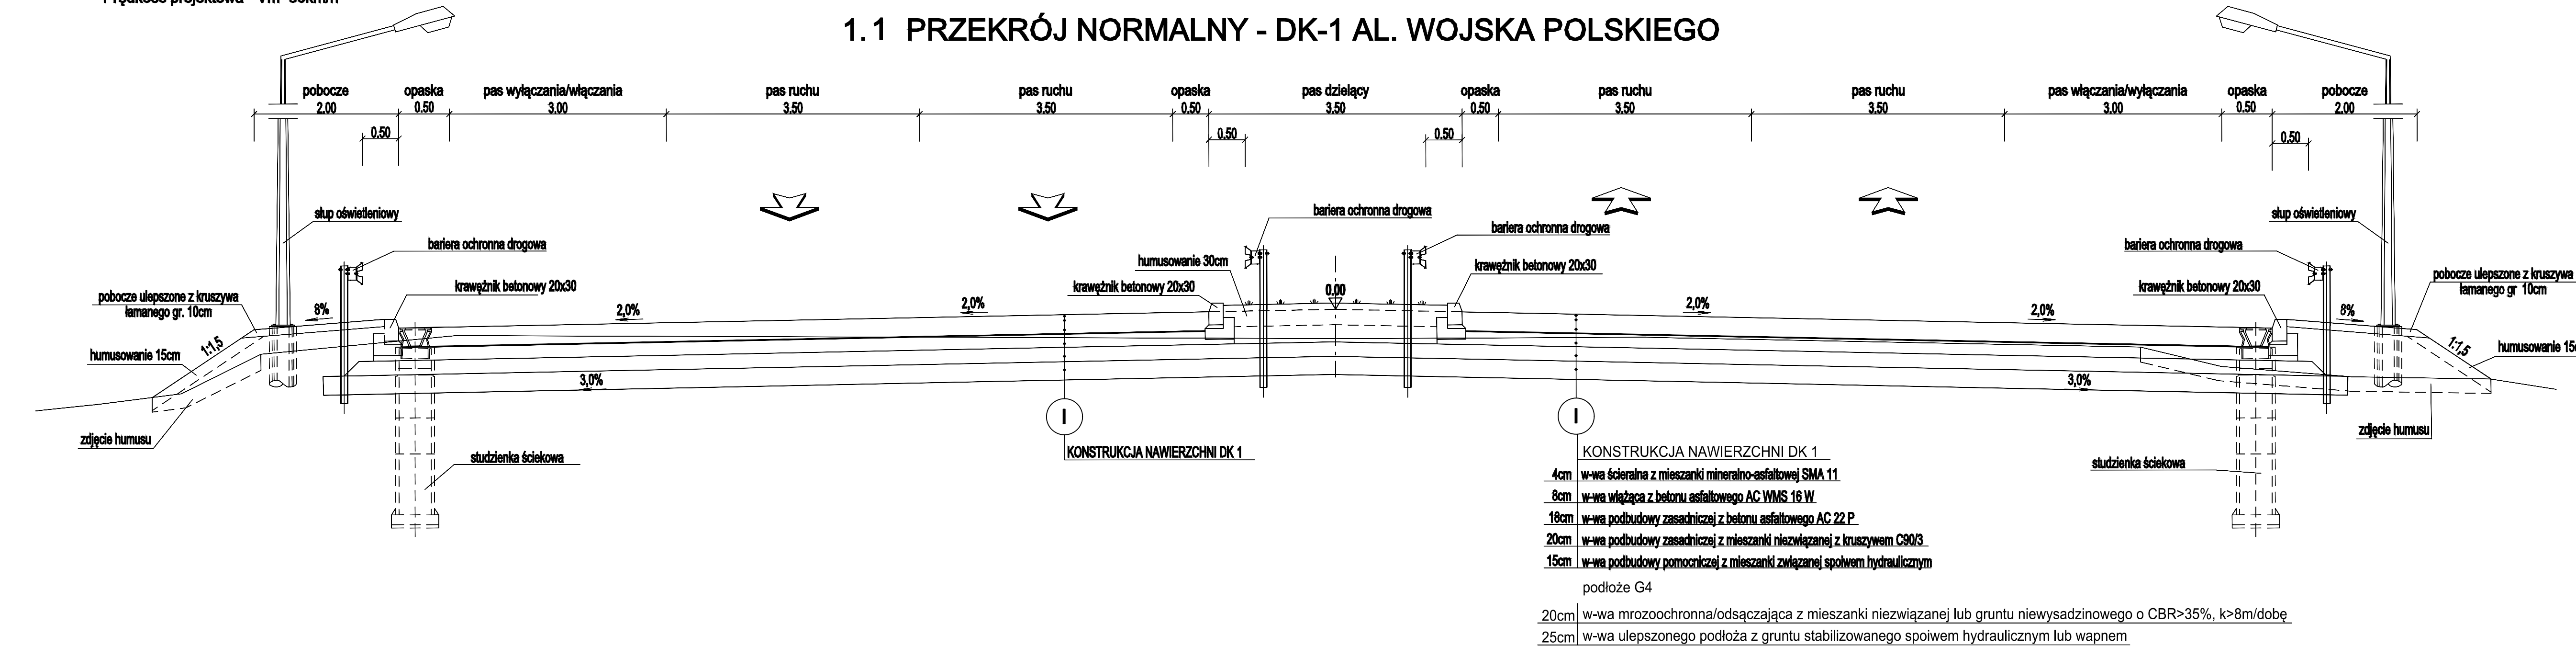 1.1 PRZEKRÓJ NORMALNY - DK-1 AL. WOJSKA POLSKIEGO
pobocze opaska pas wyłączania/włączania pas ruchu pas ruchu opaska pas dzielący opaska pas ruchu pas ruchu pas włączania/wyłączania opaska pobocze
2.00 0.50 3.00 3.50 3.50 0.50 3.50 0.50 3.50 3.50 3.00 0.50 2.00
0.50 0.50 0.50 0.50
słup oświetleniowy bariera ochronna drogowa słup oświetleniowy
bariera ochronna drogowa
bariera ochronna drogowa bariera ochronna drogowa
humusowanie 30cm krawężnik betonowy 20x30
krawężnik betonowy 20x30 krawężnik betonowy 20x30 0,00 krawężnik betonowy 20x30
pobocze ulepszone z kruszywa
łamanego gr. 10cm
pobocze ulepszone z kruszywa
łamanego gr 10cm
8% 2,0% 2,0% 2,0% 2,0% 8%
1:1,5 1:1,5
humusowanie 15cm humusowanie 15c
3,0% 3,0%
I I
zdjęcie humusu zdjęcie humusu
studzienka ściekowa studzienka ściekowa
KONSTRUKCJA NAWIERZCHNI DK 1
KONSTRUKCJA NAWIERZCHNI DK 1
4cm w-wa ścieralna z mieszanki mineralno-asfaltowej SMA 11
8cm w-wa wiążąca z betonu asfaltowego AC WMS 16 W
18cm w-wa podbudowy zasadniczej z betonu asfaltowego AC 22 P
20cm w-wa podbudowy zasadniczej z mieszanki niezwiązanej z kruszywem C90/3
15cm w-wa podbudowy pomocniczej z mieszanki związanej spoiwem hydraulicznym
podłoże G4
20cm w-wa mrozoochronna/odsączająca z mieszanki niezwiązanej lub gruntu niewysadzinowego o CBR>35%, k>8m/dobę
25cm w-wa ulepszonego podłoża z gruntu stabilizowanego spoiwem hydraulicznym lub wapnem